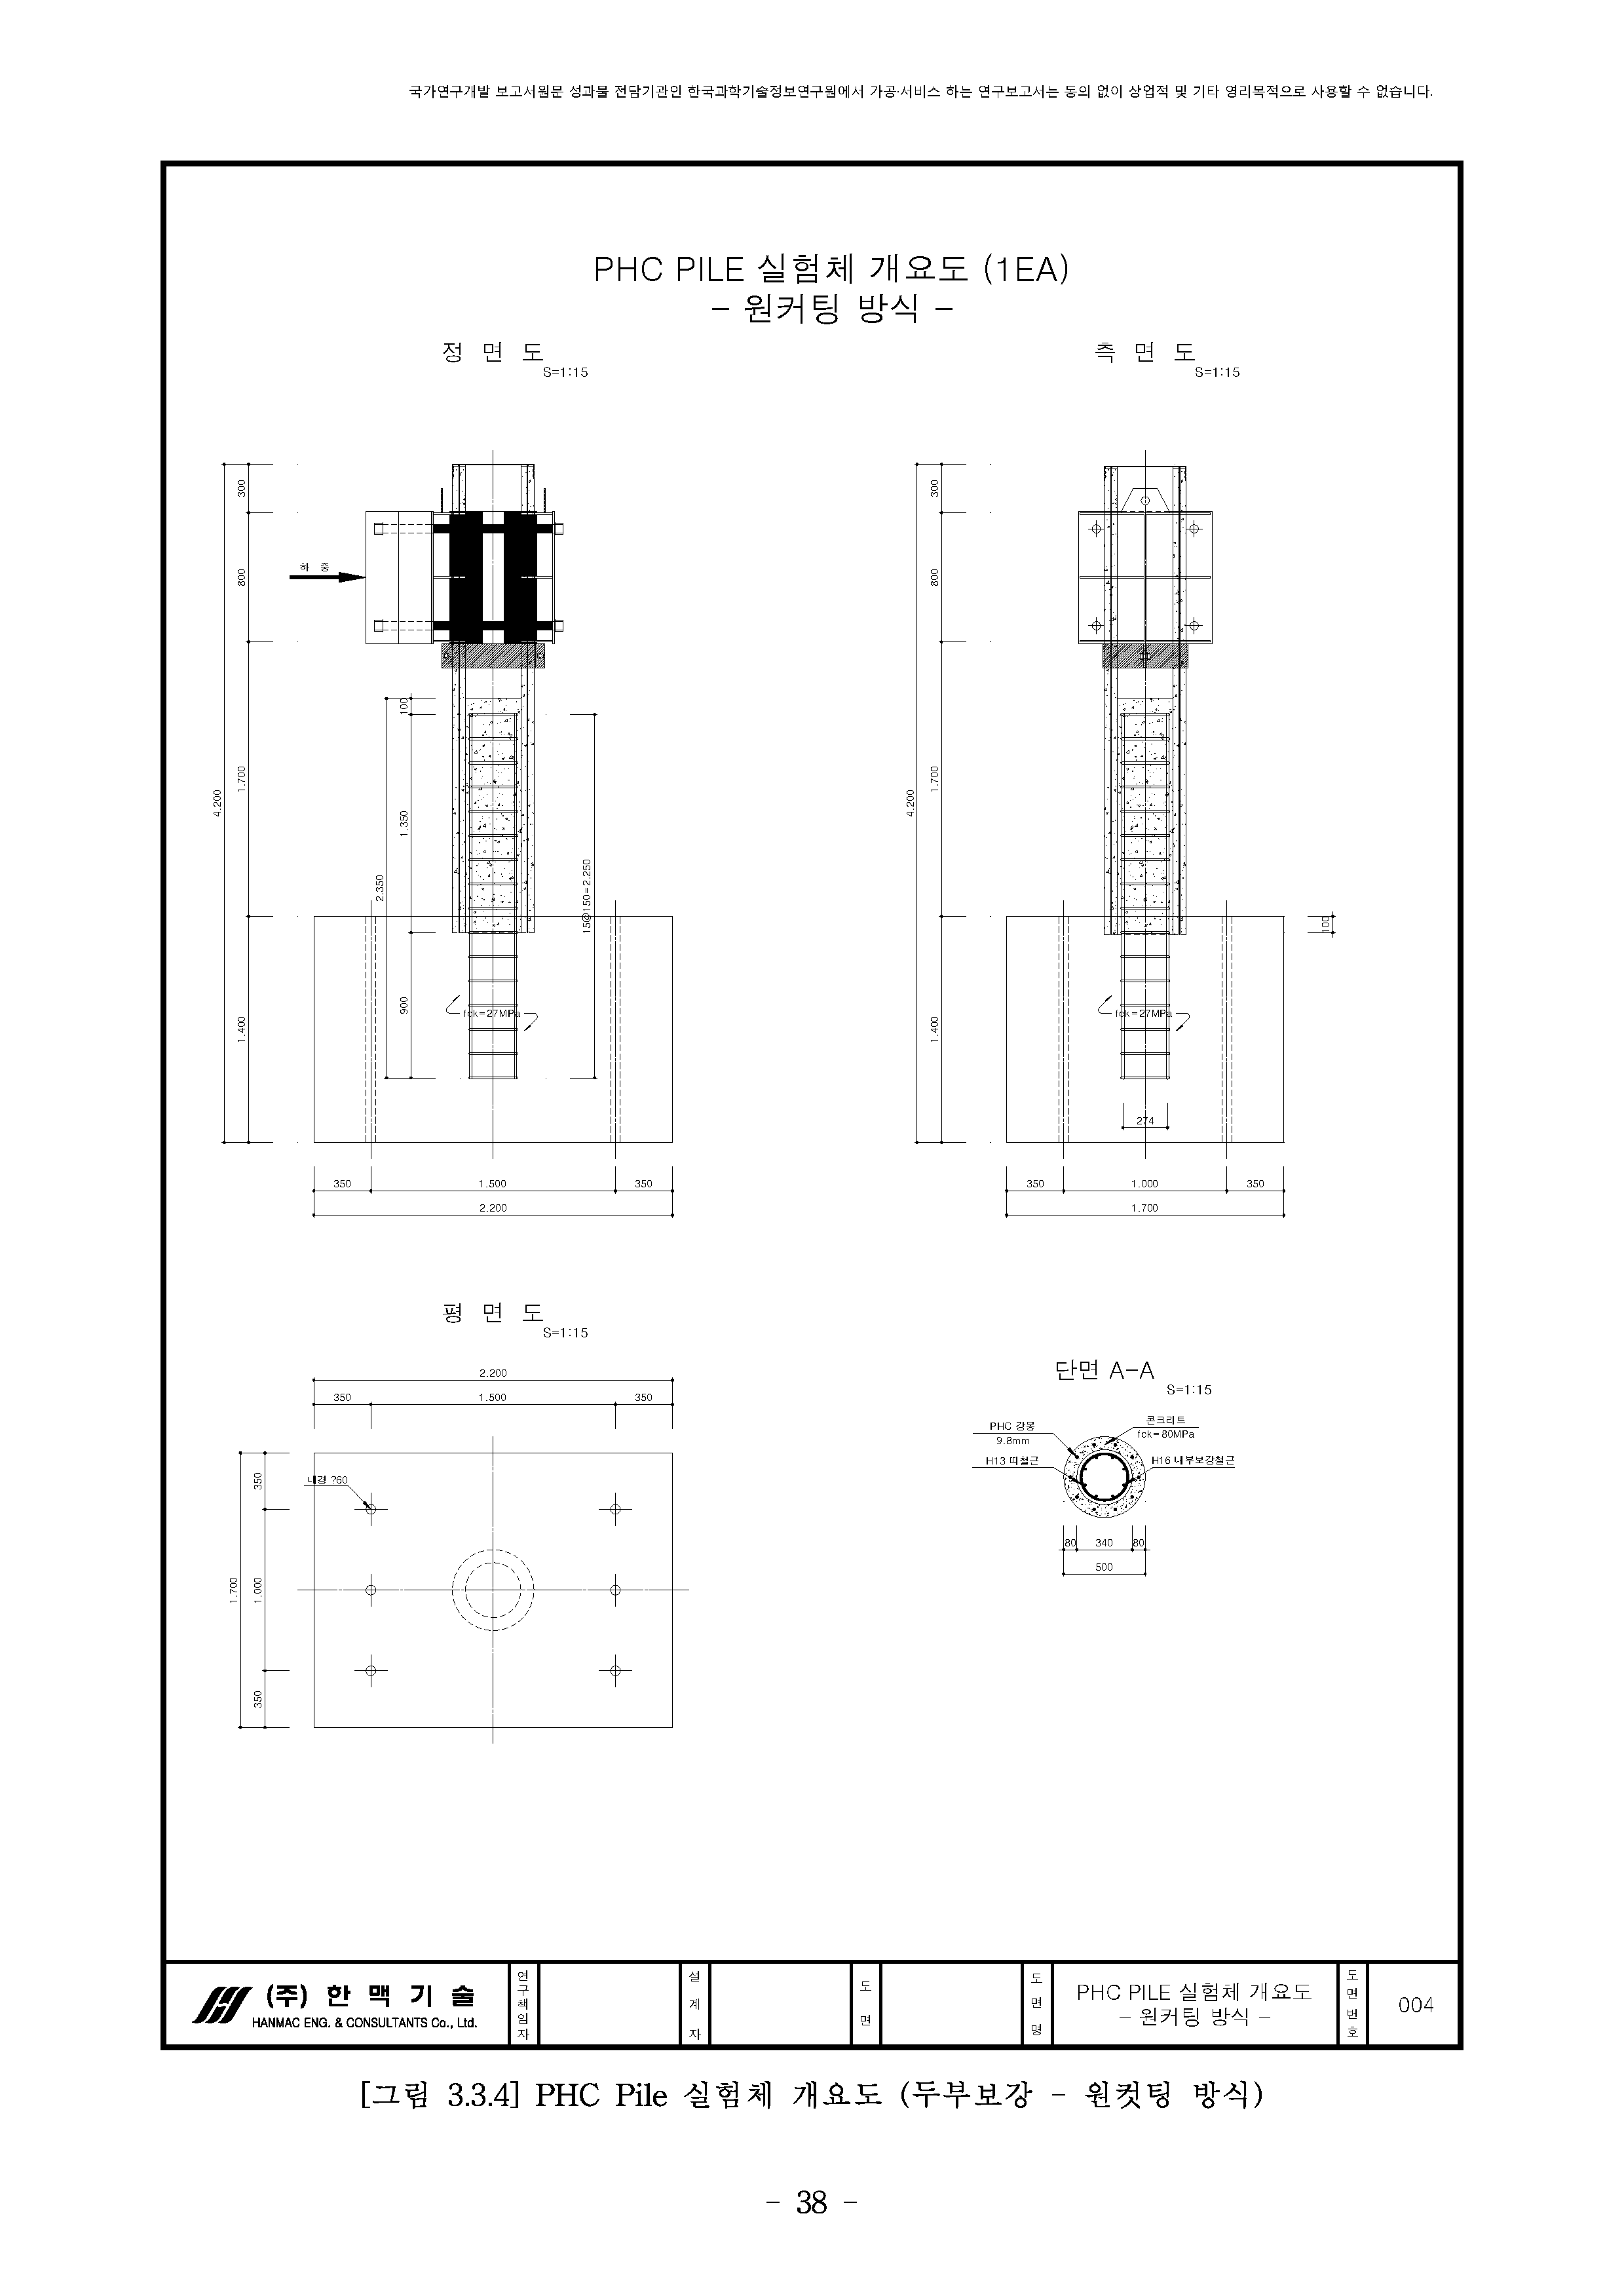 국가연구개발 보고서원문 성과물 전담기관인 한국과학기술정보연구원에서 가공·서비스 하는 연구보고서는 동의 없이 상업적 및 기타 영리목적으로 사용할 수 없습니다.
PHC PILE 실험체 개요도 (1EA)
- 원커팅 방식 -
정 면 도
S=1:15
측 면 도
S=1:15
300
800
1.700
1.400
4.200
하 중
100
1.350
900
2.350
15@150=2.250
fck=27MPa
350
1.500
350
2.200
300
800
1.700
1.400
4.200
100
fck=27MPa
274
350
1.000
350
1.700
평 면 도
S=1:15
2.200
350
1.500
350
내경 ?60
350
1.000
350
1.700
단면 A-A
S=1:15
PHC 강봉
9.8mm
H13 띠철근
콘크리트
fck=80MPa
H16 내부보강철근
80
340
80
500
(주) 한 맥 기 술
HANMAC ENG. & CONSULTANTS Co., Ltd.
연구책임자
설계자
도면
도면명
PHC PILE 실험체 개요도
- 원커팅 방식 -
도면번호
004
[그림 3.3.4] PHC Pile 실험체 개요도 (두부보강 - 원컷팅 방식)
- 38 -